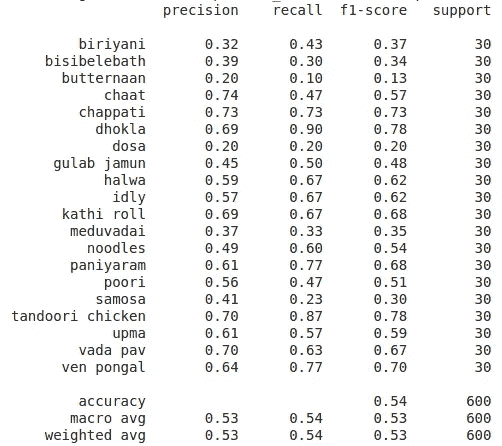 precision recall f1-score support
biriyani 0.32 0.43 0.37 30
bisibelebath 0.39 0.30 0.34 30
butternaan 0.20 0.10 0.13 30
chaat 0.74 0.47 0.57 30
chappati 0.73 0.73 0.73 30
dhokla 0.69 0.90 0.78 30
dosa 0.20 0.20 0.20 30
gulab jamun 0.45 0.50 0.48 30
halwa 0.59 0.67 0.62 30
idly 0.57 0.67 0.62 30
kathi roll 0.69 0.67 0.68 30
meduvadai 0.37 0.33 0.35 30
noodles 0.49 0.60 0.54 30
paniyaram 0.61 0.77 0.68 30
poori 0.56 0.47 0.51 30
samosa 0.41 0.23 0.30 30
tandoori chicken 0.70 0.87 0.78 30
upma 0.61 0.57 0.59 30
vada pav 0.70 0.63 0.67 30
ven pongal 0.64 0.77 0.70 30
accuracy 0.54 600
macro avg 0.53 0.54 0.53 600
weighted avg 0.53 0.54 0.53 600